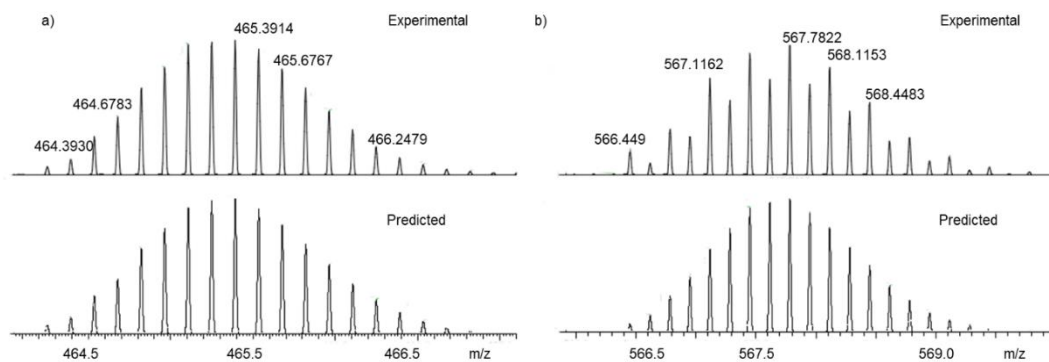 a)
Experimental
465.3914
465.6767
464.6783
464.3930
466.2479
Predicted
464.5
465.5
466.5
m/z
b)
Experimental
567.7822
567.1162
568.1153
568.4483
566.449
Predicted
566.5
567.5
569.0
m/z